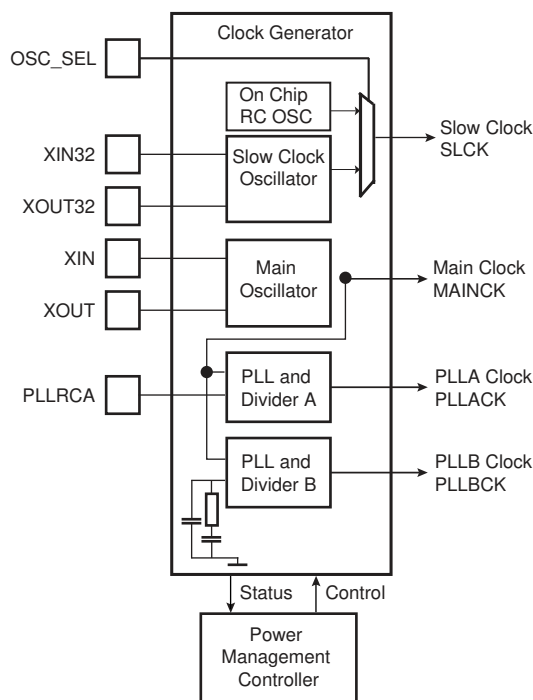 Clock Generator
OSC_SEL
On Chip
RC OSC
Slow Clock
SLCK
XIN32
Slow Clock
Oscillator
XOUT32
XIN
Main
Oscillator
Main Clock
MAINCK
XOUT
PLLRCA
PLL and
Divider A
PLLA Clock
PLLACK
PLL and
Divider B
PLLB Clock
PLLBCK
Status
Control
Power
Management
Controller